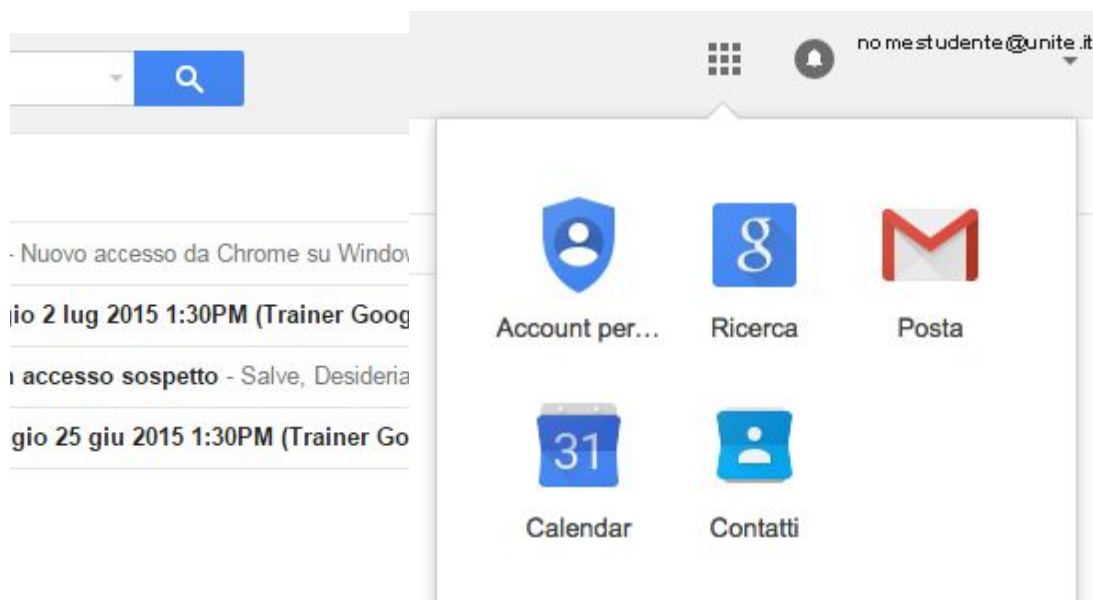 nomestudente@unite.it
- Nuovo accesso da Chrome su Window
io 2 lug 2015 1:30PM (Trainer Goog
accesso sospetto - Salve, Desideria
gio 25 giu 2015 1:30PM (Trainer Go
g
Account per... Ricerca Posta
31
Calendar Contatti